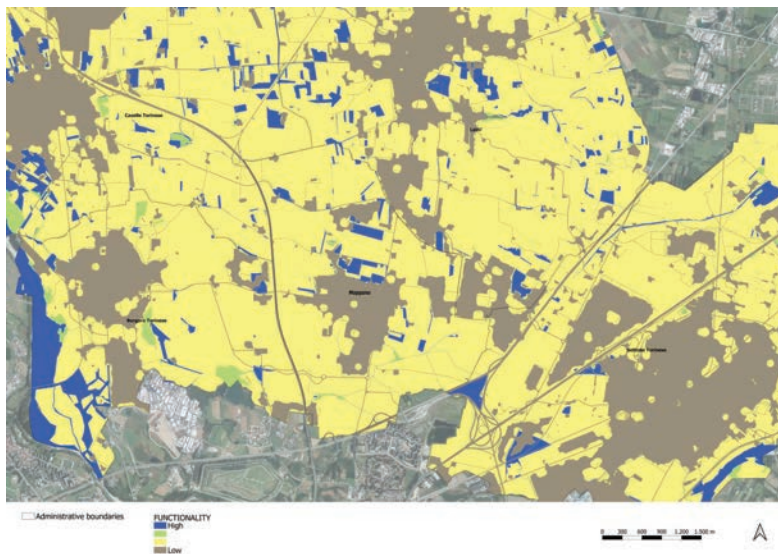 Caselle Torinese
Leinì
Mappano
Borgaro Torinese
Settimo Torinese
Administrative boundaries
FUNCTIONALITY
High
Low
0 300 600 900 1.200 1.500 m